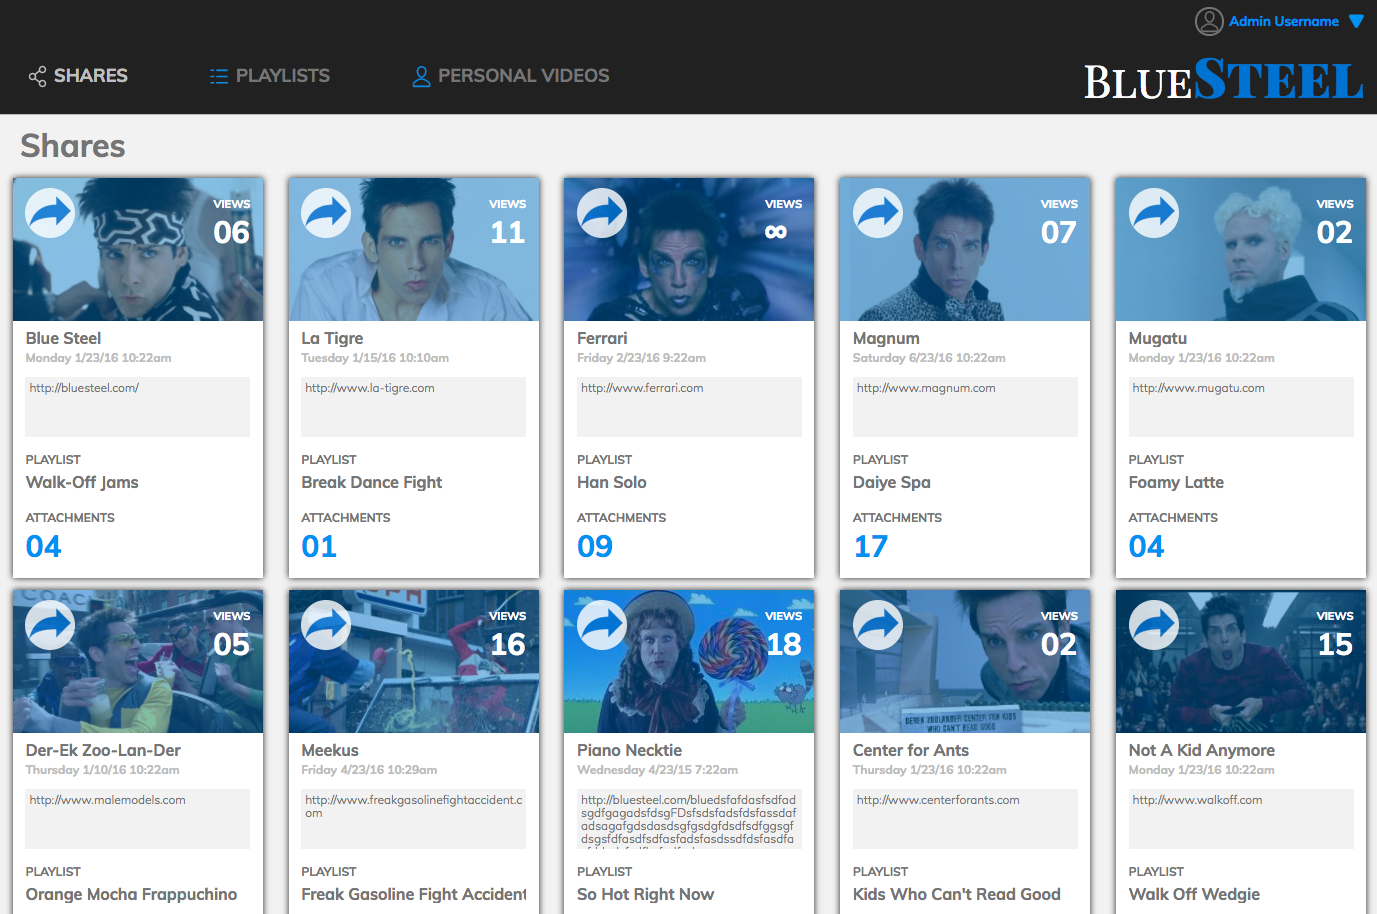 Admin Username
SHARES
PLAYLISTS
PERSONAL VIDEOS
BLUESTEEL
Shares
VIEWS
06
Blue Steel
Monday 1/23/16 10:22am
http://bluesteel.com/
PLAYLIST
Walk-Off Jams
ATTACHMENTS
04
VIEWS
11
La Tigre
Tuesday 1/15/16 10:10am
http://www.la-tigre.com
PLAYLIST
Break Dance Fight
ATTACHMENTS
01
VIEWS
∞
Ferrari
Friday 2/23/16 9:22am
http://www.ferrari.com
PLAYLIST
Han Solo
ATTACHMENTS
09
VIEWS
07
Magnum
Saturday 6/23/16 10:22am
http://www.magnum.com
PLAYLIST
Daiye Spa
ATTACHMENTS
17
VIEWS
02
Mugatu
Monday 1/23/16 10:22am
http://www.mugatu.com
PLAYLIST
Foamy Latte
ATTACHMENTS
04
COACH
VIEWS
05
Der-Ek Zoo-Lan-Der
Thursday 1/10/16 10:22am
http://www.malemodels.com
PLAYLIST
Orange Mocha Frappuchino
VIEWS
16
Meekus
Friday 4/23/16 10:29am
http://www.freakgasolinefightaccident.c
om
PLAYLIST
Freak Gasoline Fight Accident
VIEWS
18
Piano Necktie
Wednesday 4/23/15 7:22am
http://bluesteel.com/bluedsfafdasfsdfad
sgdfgagadsfdsgFDsfsdsfadsfdsfassdaf
adsagafgdsdasdsgfgsdgfdsdfsdfggsgf
dsgsfdfasdfsdfasfadsfasdssdfdsfasdfa
PLAYLIST
So Hot Right Now
VIEWS
02
DEREK ZOOLANDER CENTER FOR KIDS
WHO CAN'T READ GOOD
Center for Ants
Thursday 1/23/16 10:22am
http://www.centerforants.com
PLAYLIST
Kids Who Can't Read Good
VIEWS
15
Not A Kid Anymore
Monday 1/23/16 10:22am
http://www.walkoff.com
PLAYLIST
Walk Off Wedgie